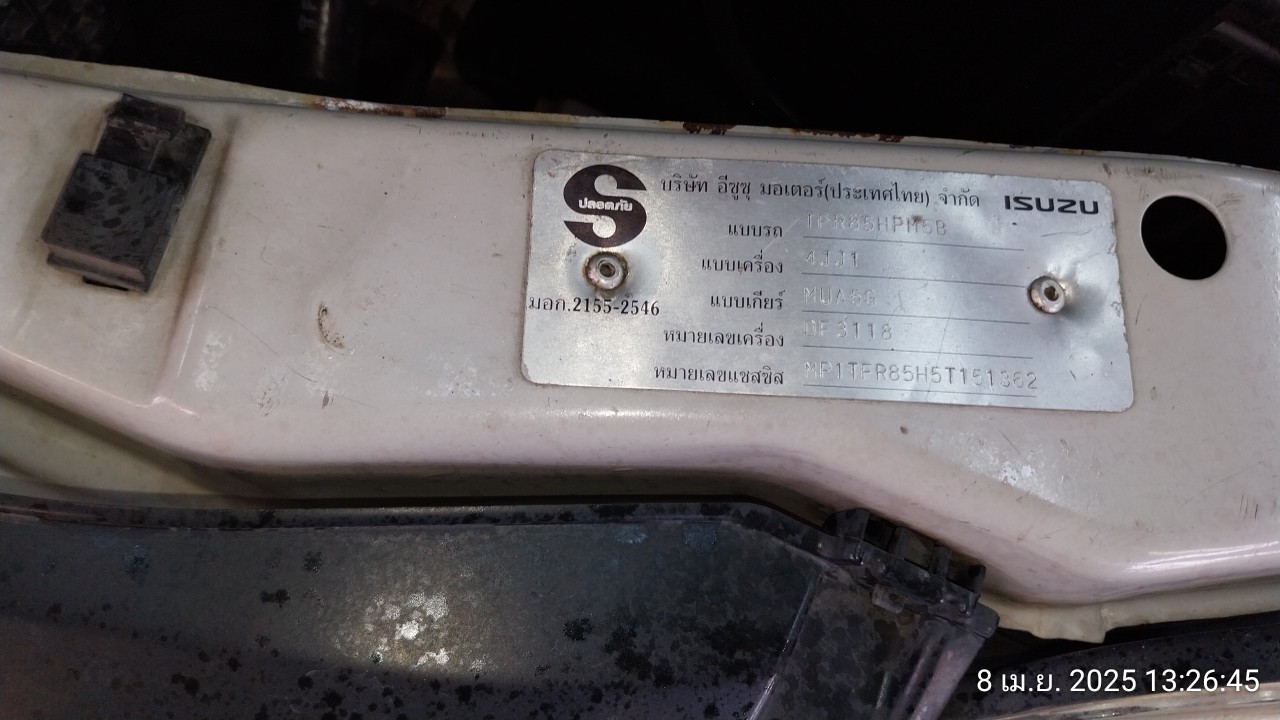 บริษัท อีซูซุ มอเตอร์(ประเทศไทย) จำกัด ISUZU
ปลอดภัย
มอก.2155-2546
แบบรถ TFR85HPM5B
แบบเครื่อง 4JJ1
แบบเกียร์ MUA5G
หมายเลขเครื่อง DF3118
หมายเลขแชสซิส MP1TFR85H5T151362
8 เม.ย. 2025 13:26:45